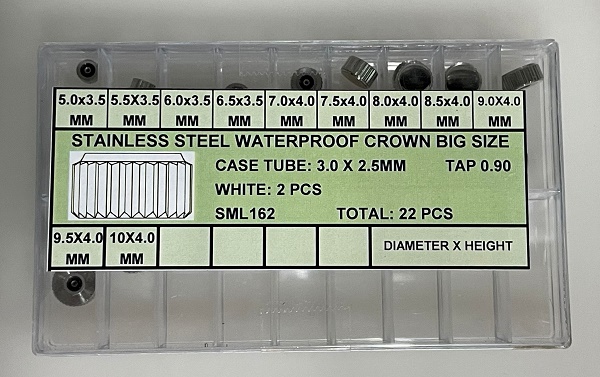 5.0x3.5 MM 5.5X3.5 MM 6.0x3.5 MM 6.5x3.5 MM 7.0x4.0 MM 7.5x4.0 MM 8.0x4.0 MM 8.5x4.0 MM 9.0X4.0 MM
STAINLESS STEEL WATERPROOF CROWN BIG SIZE
CASE TUBE: 3.0 X 2.5MM TAP 0.90
WHITE: 2 PCS
SML162 TOTAL: 22 PCS
9.5X4.0 MM 10X4.0 MM DIAMETER X HEIGHT